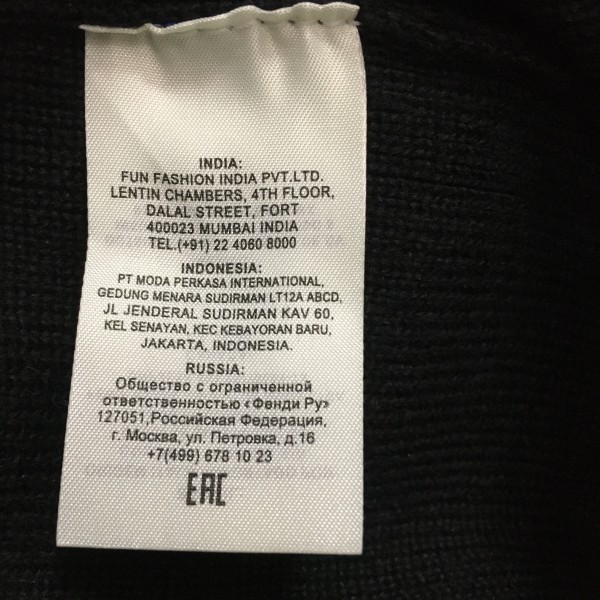 INDIA:
FUN FASHION INDIA PVT.LTD.
LENTIN CHAMBERS, 4TH FLOOR,
DALAL STREET, FORT
400023 MUMBAI INDIA
TEL.(+91) 22 4060 8000
INDONESIA:
PT MODA PERKASA INTERNATIONAL,
GEDUNG MENARA SUDIRMAN LT12A ABCD,
JL JENDERAL SUDIRMAN KAV 60,
KEL SENAYAN, KEC KEBAYORAN BARU,
JAKARTA, INDONESIA.
RUSSIA:
Общество с ограниченной
ответственностью «Фенди Ру»
127051,Российская Федерация,
г. Москва, ул. Петровка, д.16
+7(499) 678 10 23
EAC